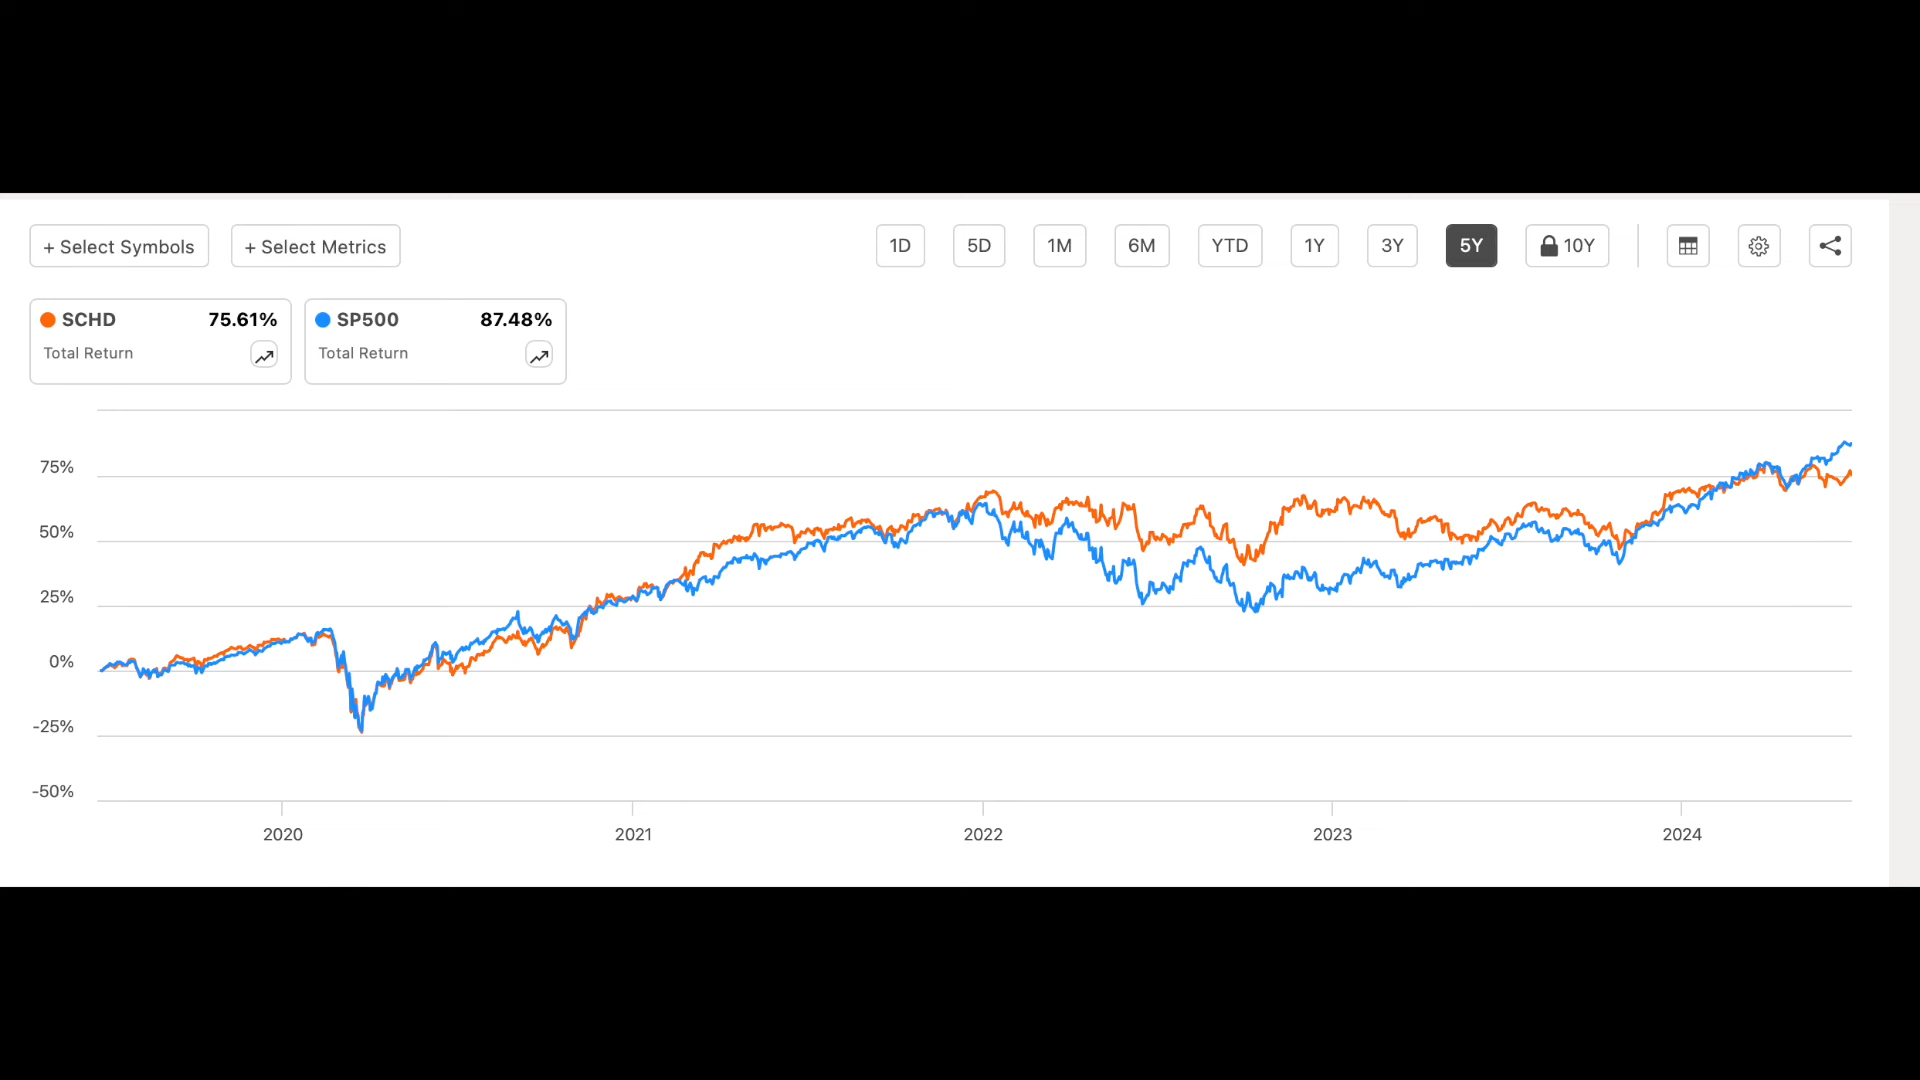 + Select Symbols + Select Metrics 1D 5D 1M 6M YTD 1Y 3Y 5Y 10Y
SCHD 75.61% SP500 87.48%
Total Return Total Return
75%
50%
25%
0%
-25%
-50%
2020 2021 2022 2023 2024